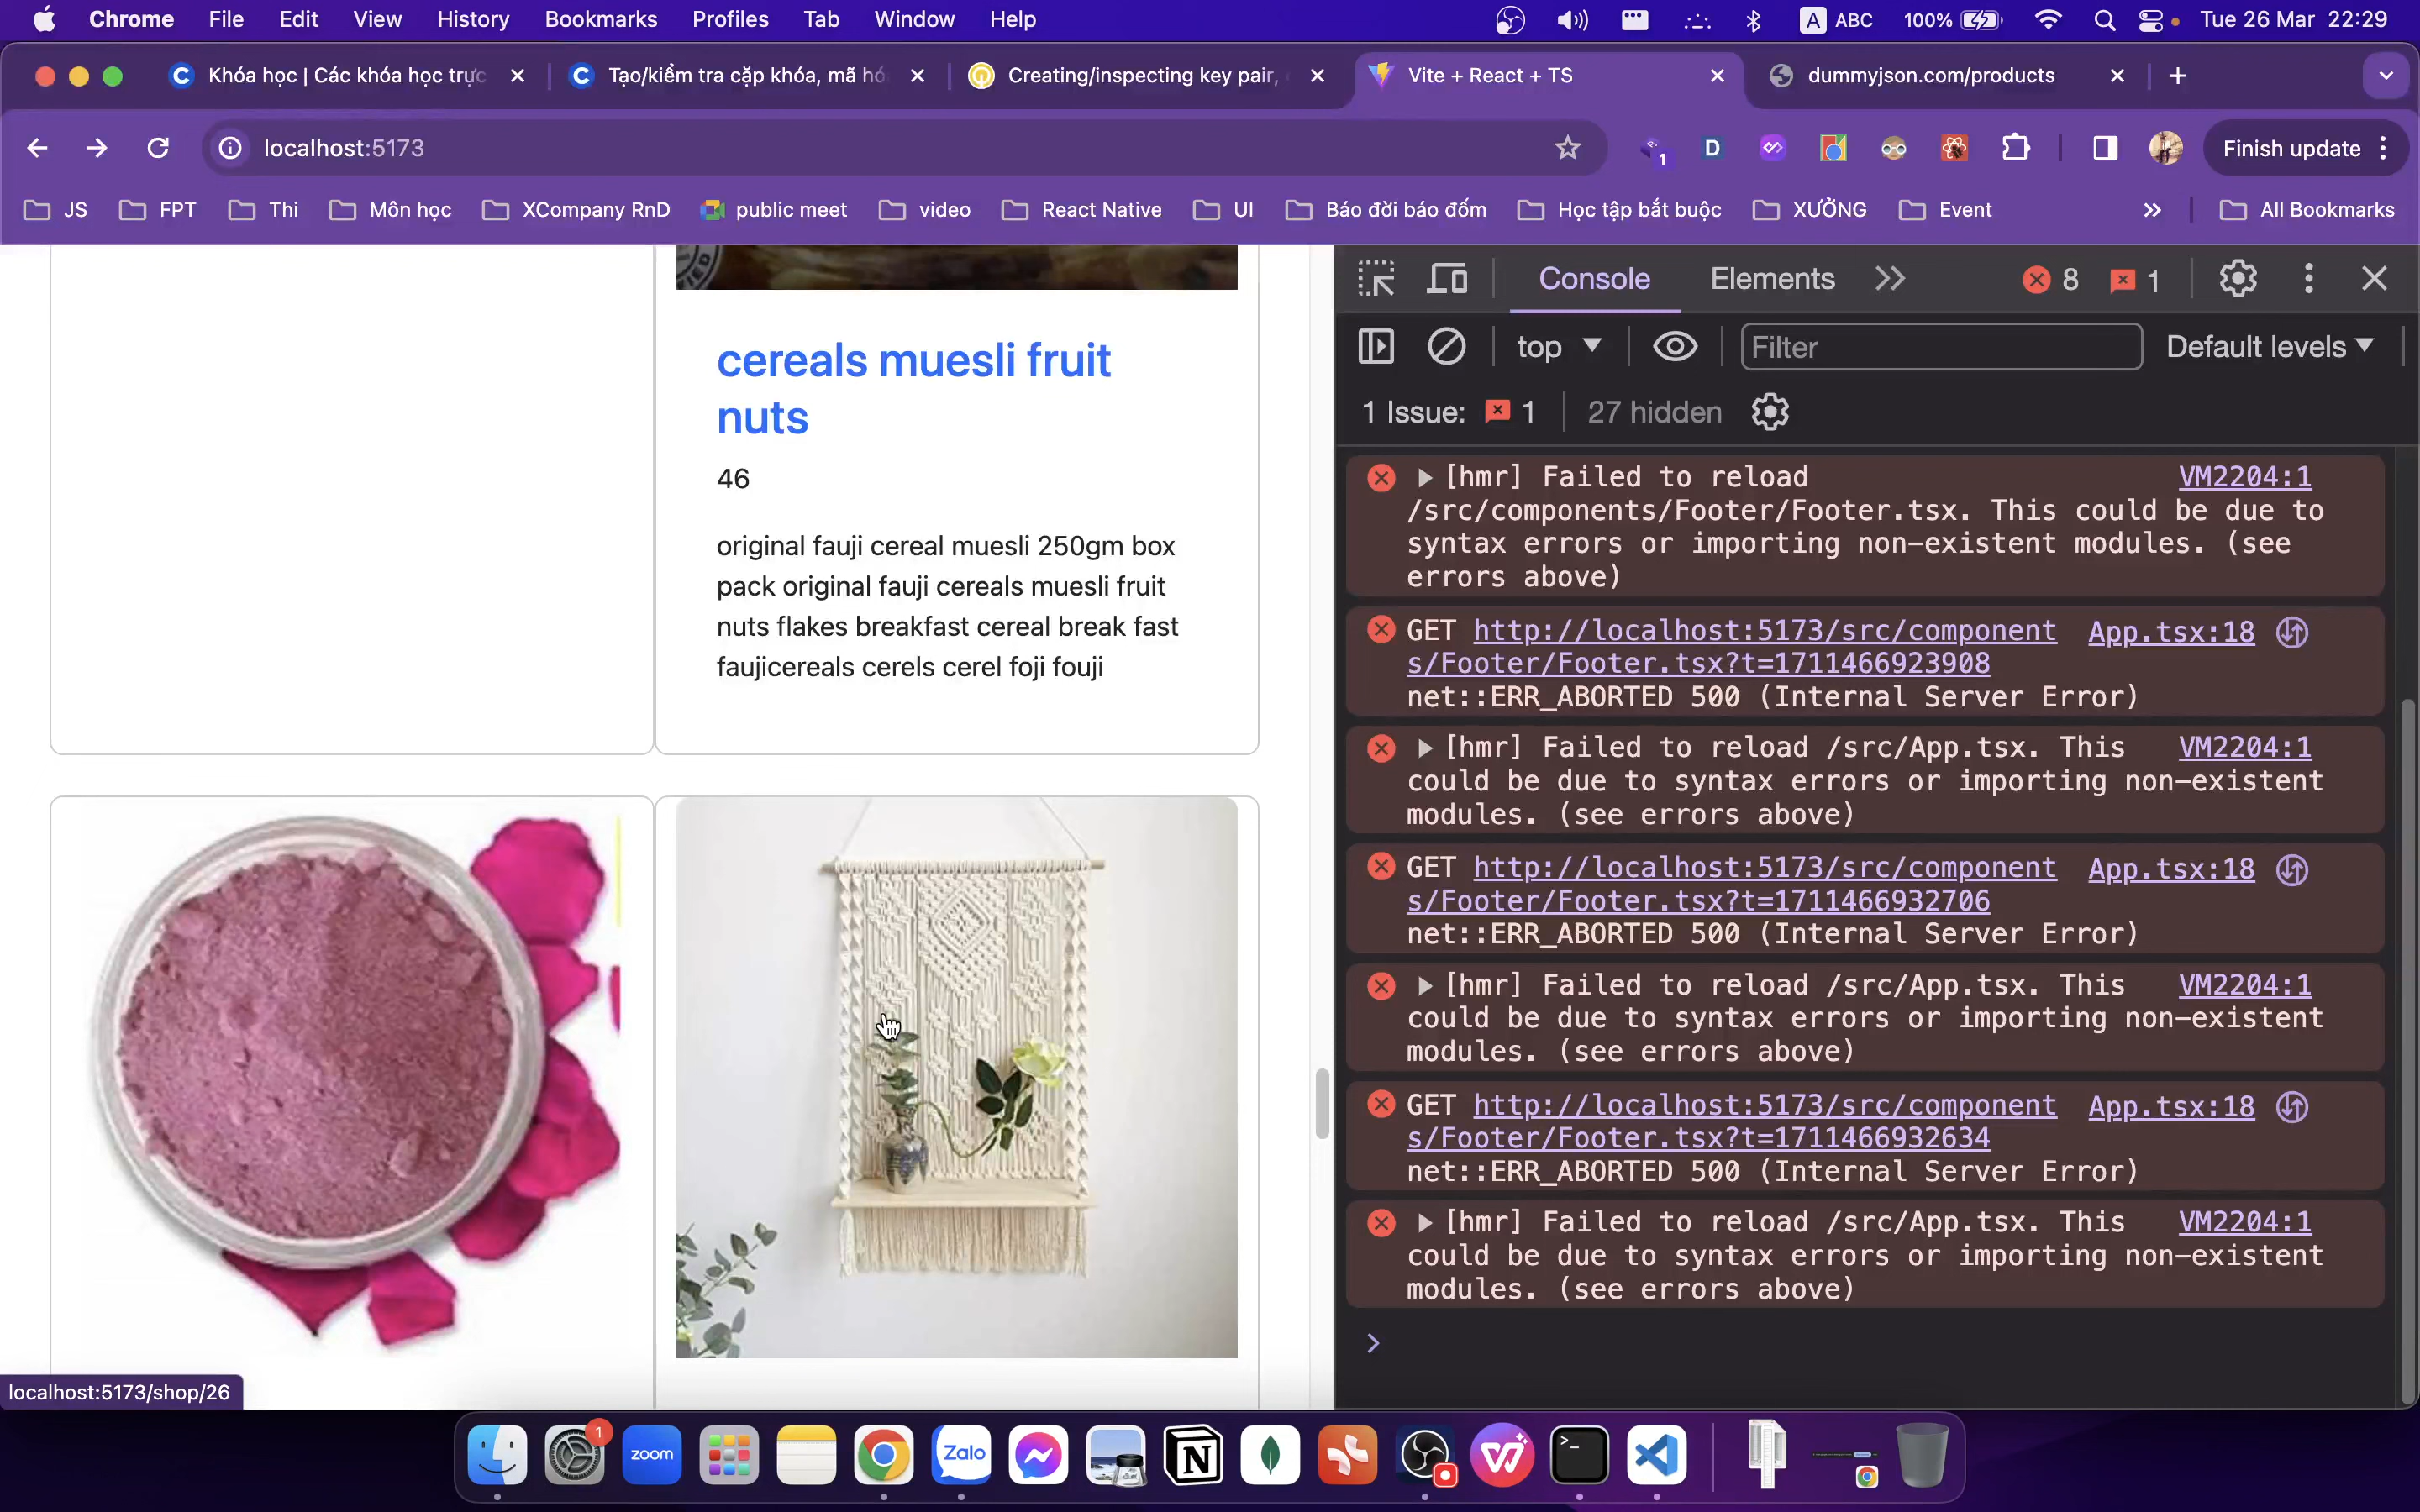 Chrome File Edit View History Bookmarks Profiles Tab Window Help A ABC 100% Tue 26 Mar 22:29
Khóa học | Các khóa học trực Tạo/kiểm tra cặp khóa, mã hó Creating/inspecting key pair, Vite + React + TS dummyjson.com/products
localhost:5173 1 D Finish update
JS FPT Thi Môn học XCompany RnD public meet video React Native UI Báo đời báo đốm Học tập bắt buộc XƯỞNG Event All Bookmarks
cereals muesli fruit
nuts
46
original fauji cereal muesli 250gm box
pack original fauji cereals muesli fruit
nuts flakes breakfast cereal break fast
faujicereals cerels cerel foji fouji
localhost:5173/shop/26
Console Elements 8 1
top Filter Default levels
1 Issue: 1 27 hidden
[hmr] Failed to reload VM2204:1
/src/components/Footer/Footer.tsx. This could be due to
syntax errors or importing non-existent modules. (see
errors above)
GET http://localhost:5173/src/component App.tsx:18
s/Footer/Footer.tsx?t=1711466923908
net::ERR_ABORTED 500 (Internal Server Error)
[hmr] Failed to reload /src/App.tsx. This VM2204:1
could be due to syntax errors or importing non-existent
modules. (see errors above)
GET http://localhost:5173/src/component App.tsx:18
s/Footer/Footer.tsx?t=1711466932706
net::ERR_ABORTED 500 (Internal Server Error)
[hmr] Failed to reload /src/App.tsx. This VM2204:1
could be due to syntax errors or importing non-existent
modules. (see errors above)
GET http://localhost:5173/src/component App.tsx:18
s/Footer/Footer.tsx?t=1711466932634
net::ERR_ABORTED 500 (Internal Server Error)
[hmr] Failed to reload /src/App.tsx. This VM2204:1
could be due to syntax errors or importing non-existent
modules. (see errors above)
1 zoom Zalo